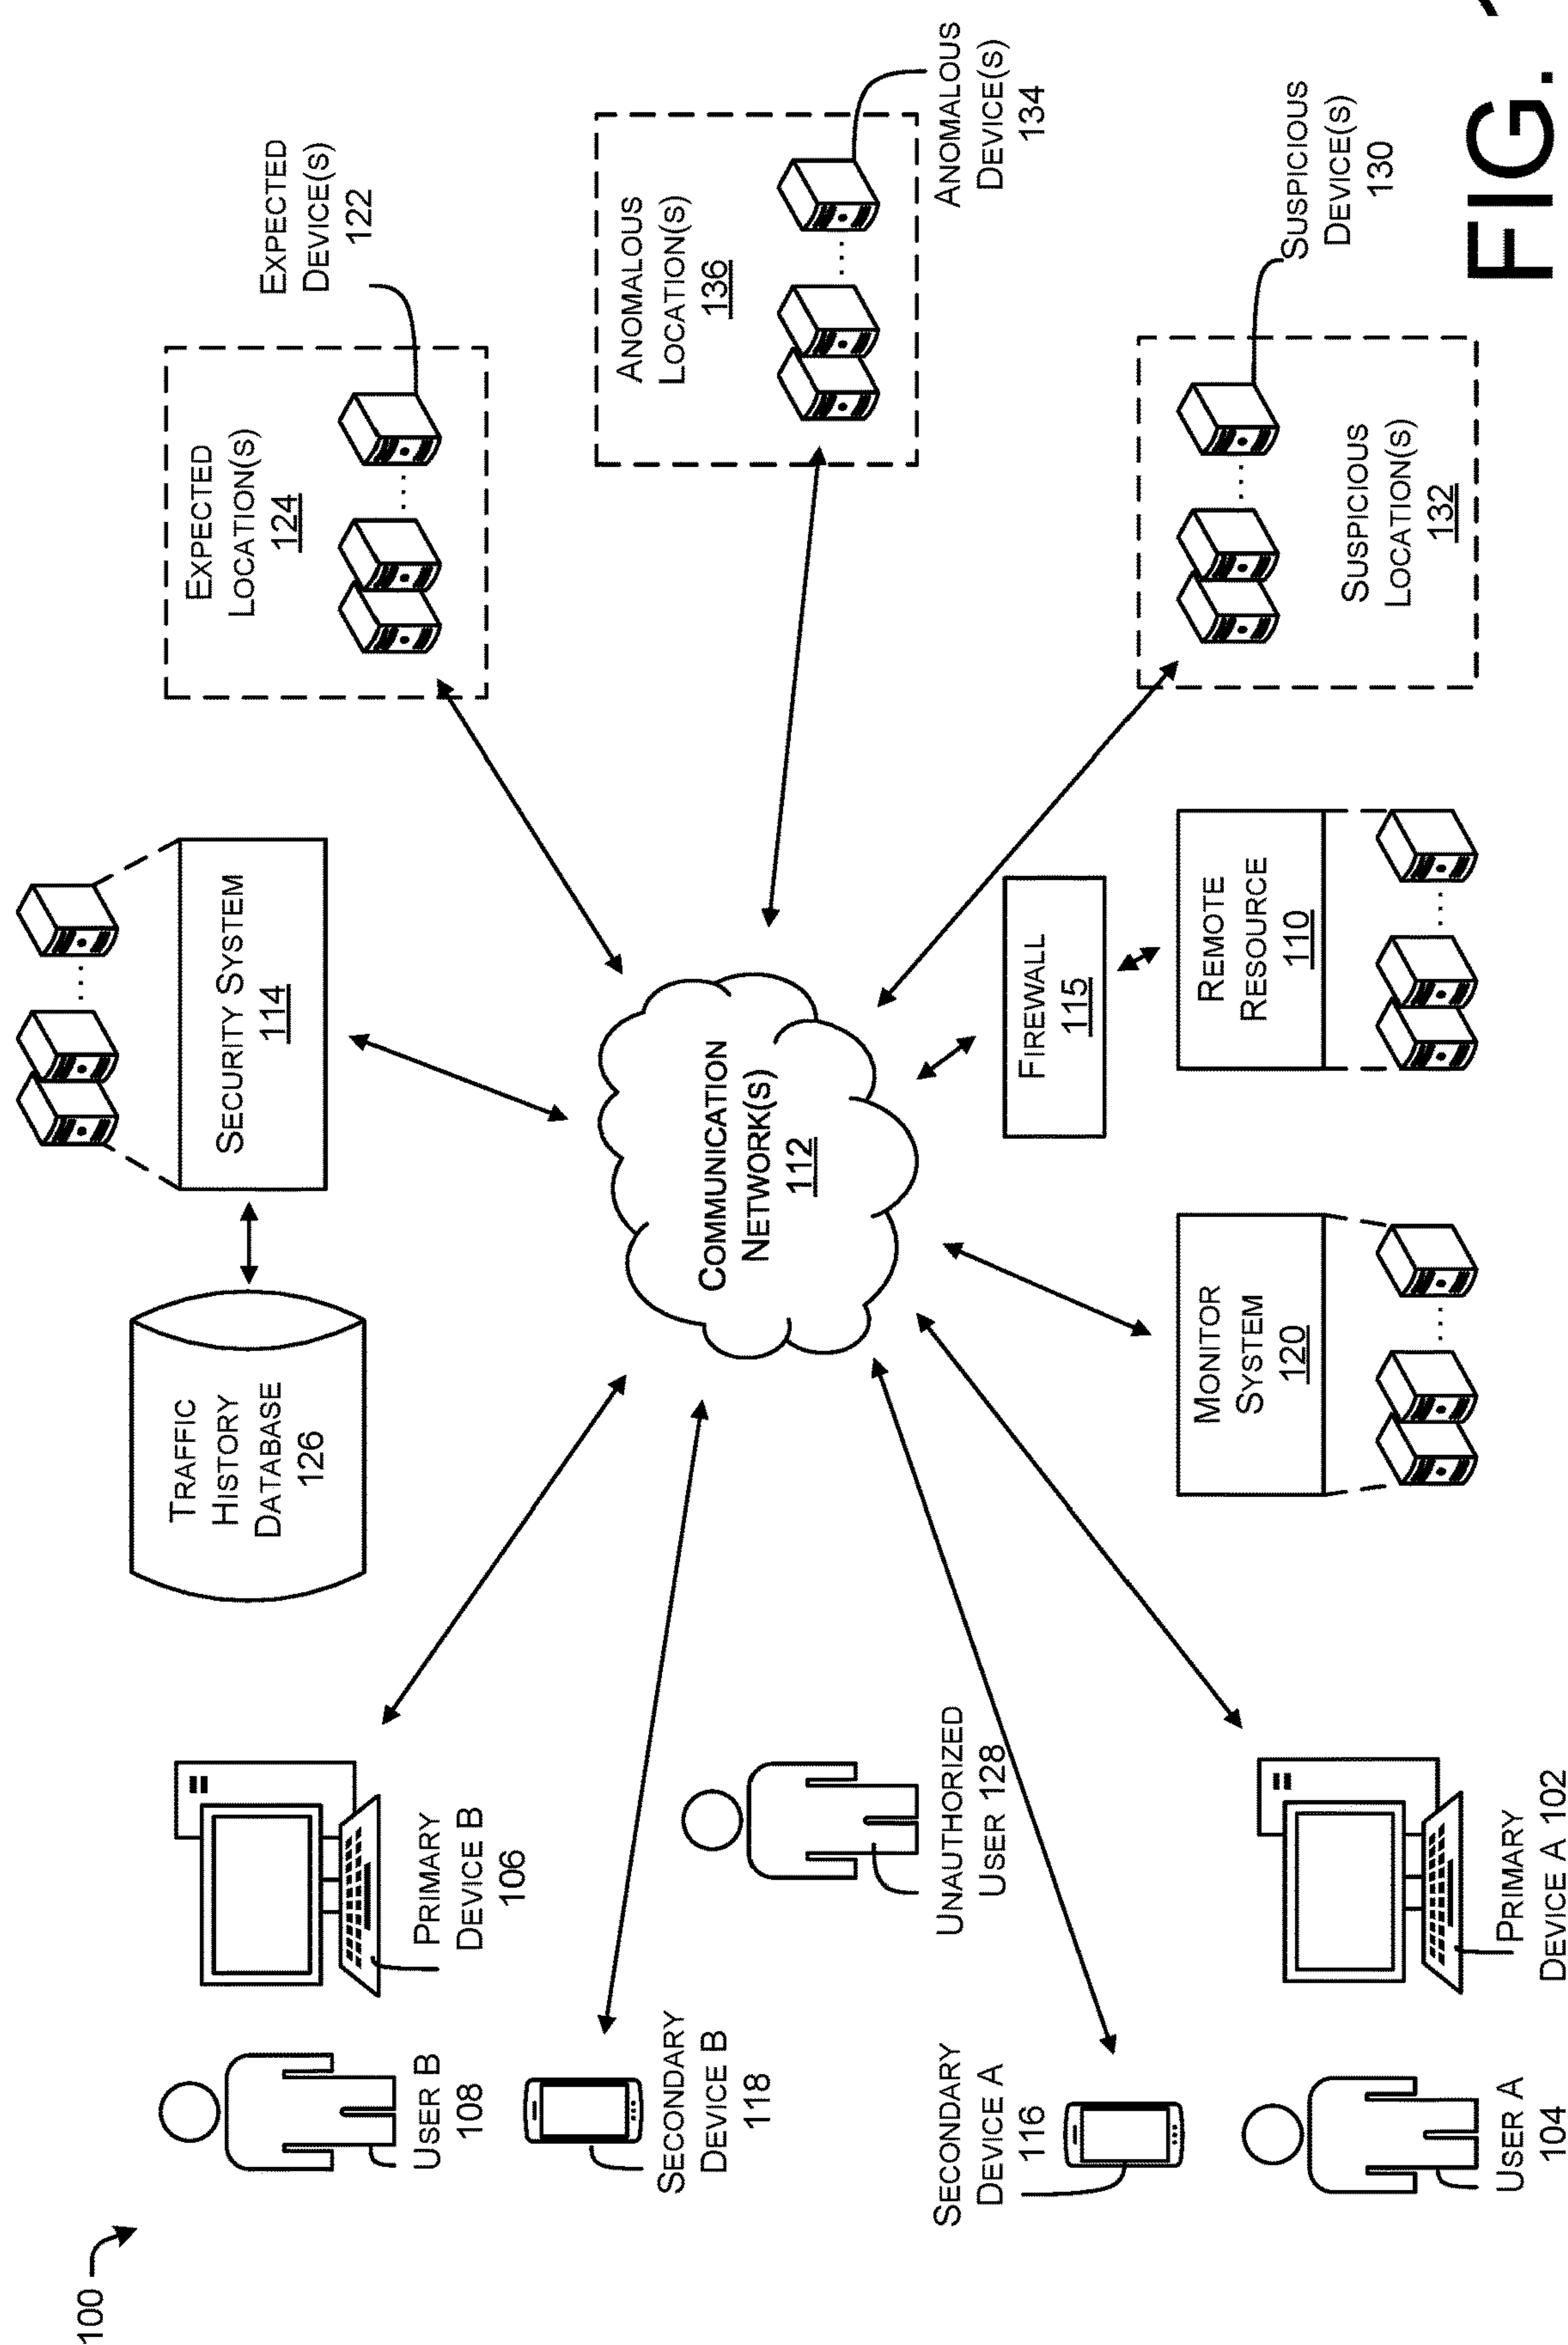 100
USER B
108
PRIMARY
DEVICE B
106
TRAFFIC
HISTORY
DATABASE
126
SECURITY SYSTEM
114
EXPECTED
LOCATION(S)
124
EXPECTED
DEVICE(S)
122
SECONDARY
DEVICE B
118
COMMUNICATION
NETWORK(S)
112
ANOMALOUS
LOCATION(S)
136
ANOMALOUS
DEVICE(S)
134
UNAUTHORIZED
USER 128
SECONDARY
DEVICE A
116
FIREWALL
115
MONITOR
SYSTEM
120
REMOTE
RESOURCE
110
SUSPICIOUS
LOCATION(S)
132
SUSPICIOUS
DEVICE(S)
130
USER A
104
PRIMARY
DEVICE A 102
FIG.